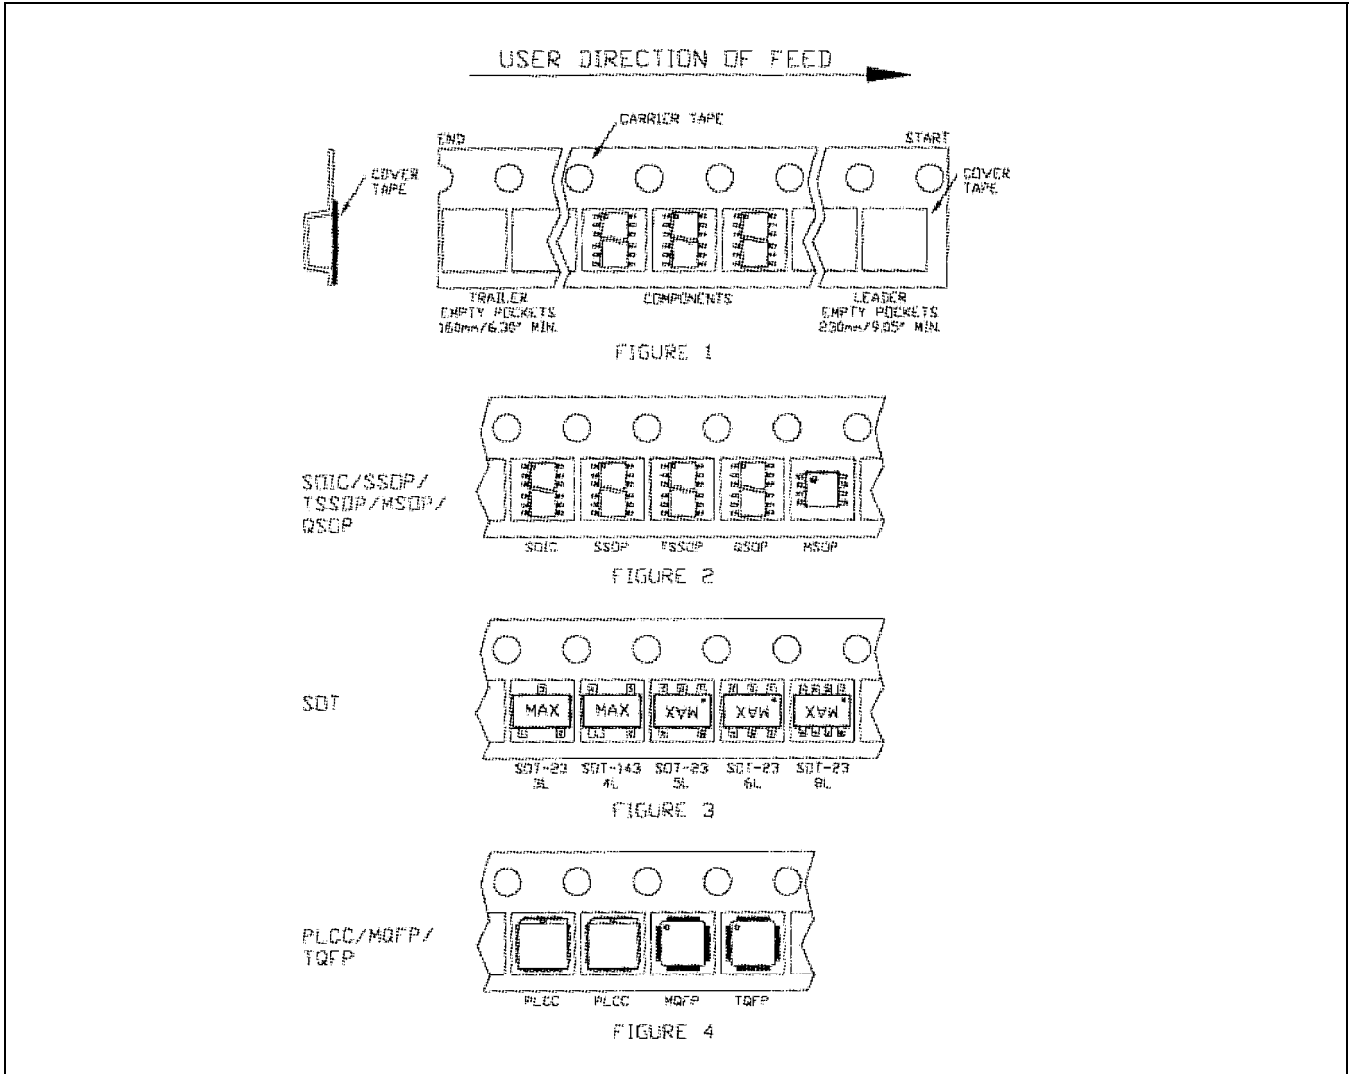 USER DIRECTION OF FEED
CARRIER TAPE
END
START
COVER
TAPE
COVER
TAPE
TRAILER
EMPTY POCKETS
160mm/6.30" MIN.
COMPONENTS
LEADER
EMPTY POCKETS
230mm/9.05" MIN.
FIGURE 1
SOIC/SSOP/
TSSOP/MSOP/
QSOP
SOIC SSOP TSSOP QSOP MSOP
FIGURE 2
SOT
MAX MAX MAX MAX MAX
SOT-23 SOT-143 SOT-23 SOT-23 SOT-23
3L 4L 5L 6L 8L
FIGURE 3
PLCC/MQFP/
TQFP
PLCC PLCC MQFP TQFP
FIGURE 4